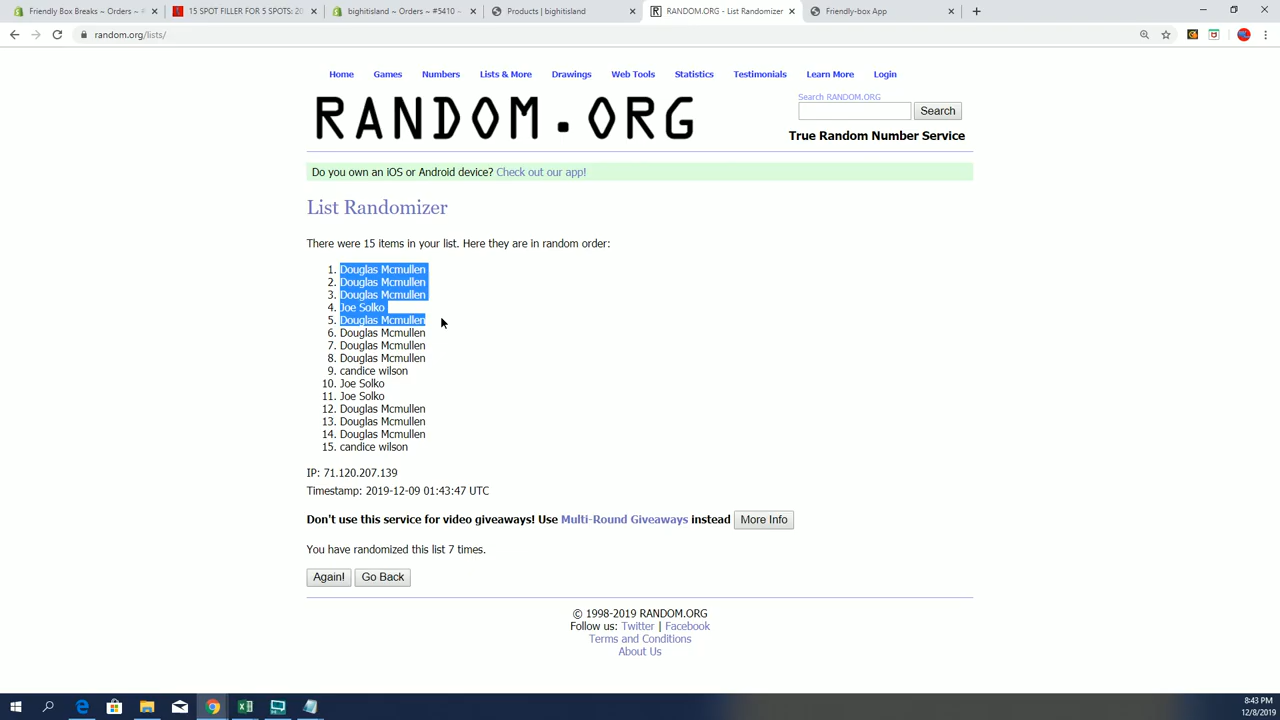 Friendly Box Breaks ~ Orders ~ #
15 SPOT FILLER FOR 5 SPOTS: 20
bighitisland ~ Orders ~ #5410 ~
Products | bighitisland
RANDOM.ORG - List Randomizer
Friendly-box App
random.org/lists/
Home Games Numbers Lists & More Drawings Web Tools Statistics Testimonials Learn More Login
RANDOM.ORG
Search RANDOM.ORG
Search
True Random Number Service
Do you own an iOS or Android device? Check out our app!
List Randomizer
There were 15 items in your list. Here they are in random order:
1. Douglas Mcmullen
2. Douglas Mcmullen
3. Douglas Mcmullen
4. Joe Solko
5. Douglas Mcmullen
6. Douglas Mcmullen
7. Douglas Mcmullen
8. Douglas Mcmullen
9. candice wilson
10. Joe Solko
11. Joe Solko
12. Douglas Mcmullen
13. Douglas Mcmullen
14. Douglas Mcmullen
15. candice wilson
IP: 71.120.207.139
Timestamp: 2019-12-09 01:43:47 UTC
Don't use this service for video giveaways! Use Multi-Round Giveaways instead More Info
You have randomized this list 7 times.
Again! Go Back
© 1998-2019 RANDOM.ORG
Follow us: Twitter | Facebook
Terms and Conditions
About Us
8:43 PM
12/8/2019